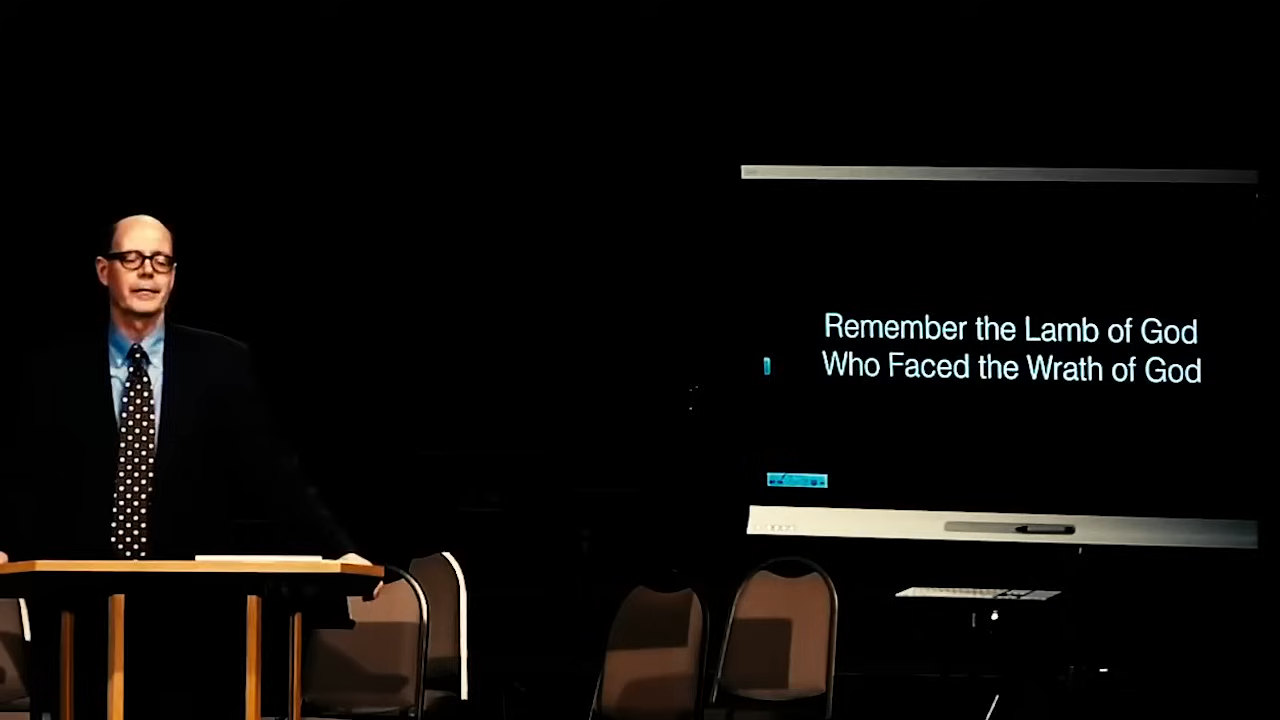 Remember the Lamb of God
Who Faced the Wrath of God